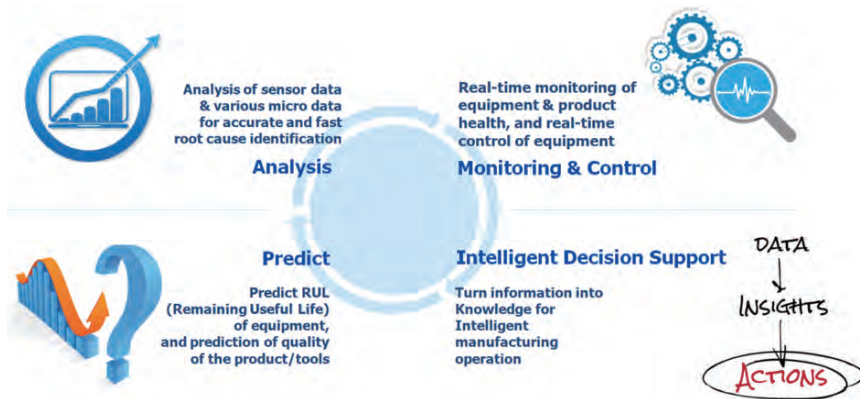 Analysis of sensor data
& various micro data
for accurate and fast
root cause identification
Analysis
Real-time monitoring of
equipment & product
health, and real-time
control of equipment
Monitoring & Control
Predict
Predict RUL
(Remaining Useful Life)
of equipment,
and prediction of quality
of the product/tools
Intelligent Decision Support
Turn information into
Knowledge for
Intelligent
manufacturing
operation
DATA
INSIGHTS
ACTIONS